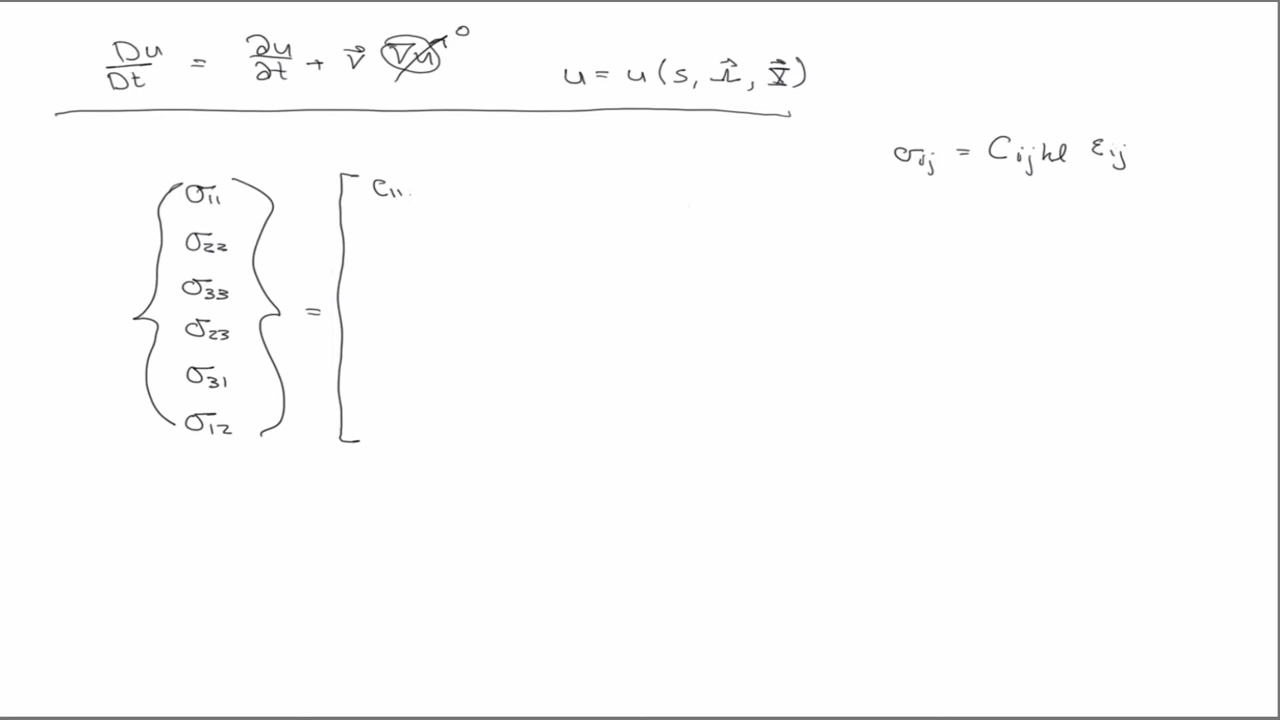 Du/Dt = ∂u/∂t + v⃗ ∇u 0
u = u(s, n⃗, X⃗)
σij = Cijkl εij
σ11 = [ C11
σ22
σ33
σ23
σ31
σ12